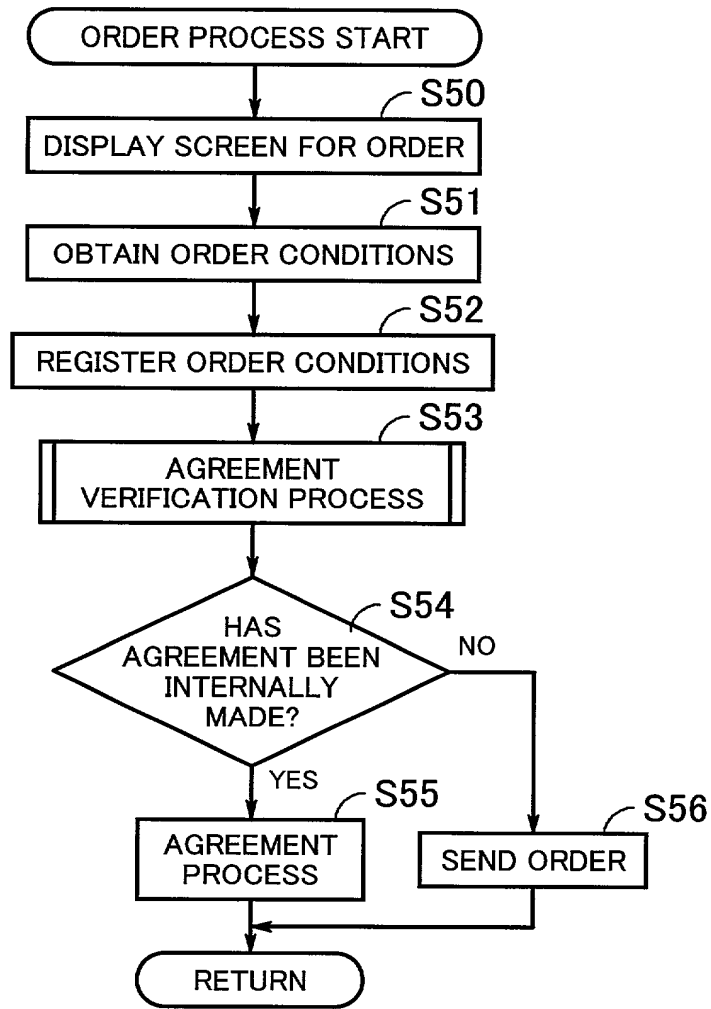 ORDER PROCESS START
S50
DISPLAY SCREEN FOR ORDER
S51
OBTAIN ORDER CONDITIONS
S52
REGISTER ORDER CONDITIONS
S53
AGREEMENT
VERIFICATION PROCESS
S54
HAS
AGREEMENT BEEN
INTERNALLY
MADE?
NO
YES
S55
AGREEMENT
PROCESS
S56
SEND ORDER
RETURN